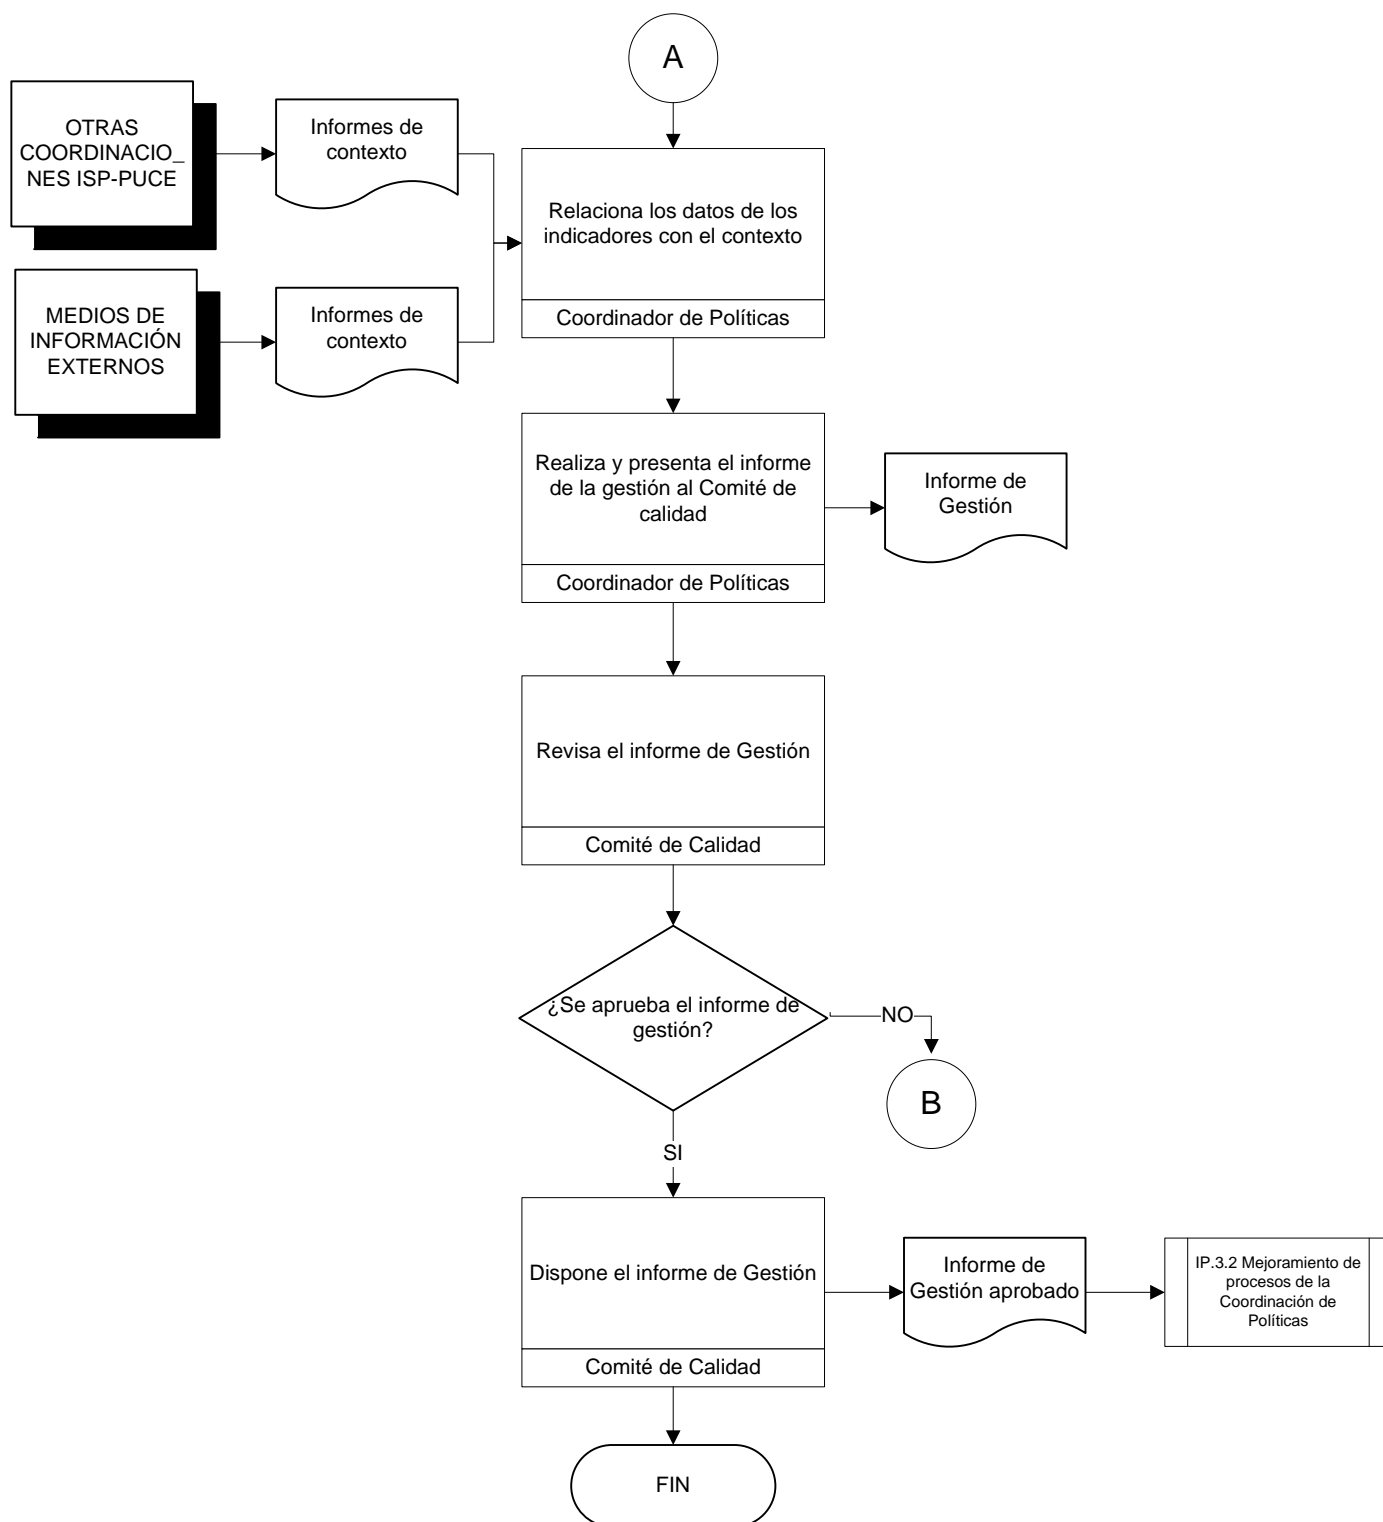 A
OTRAS
COORDINACIO_
NES ISP-PUCE
Informes de
contexto
Relaciona los datos de los
indicadores con el contexto
Coordinador de Políticas
MEDIOS DE
INFORMACIÓN
EXTERNOS
Informes de
contexto
Realiza y presenta el informe
de la gestión al Comité de
calidad
Coordinador de Políticas
Informe de
Gestión
Revisa el informe de Gestión
Comité de Calidad
¿Se aprueba el informe de
gestión?
NO
B
SI
Dispone el informe de Gestión
Comité de Calidad
Informe de
Gestión aprobado
IP.3.2 Mejoramiento de
procesos de la
Coordinación de
Políticas
FIN